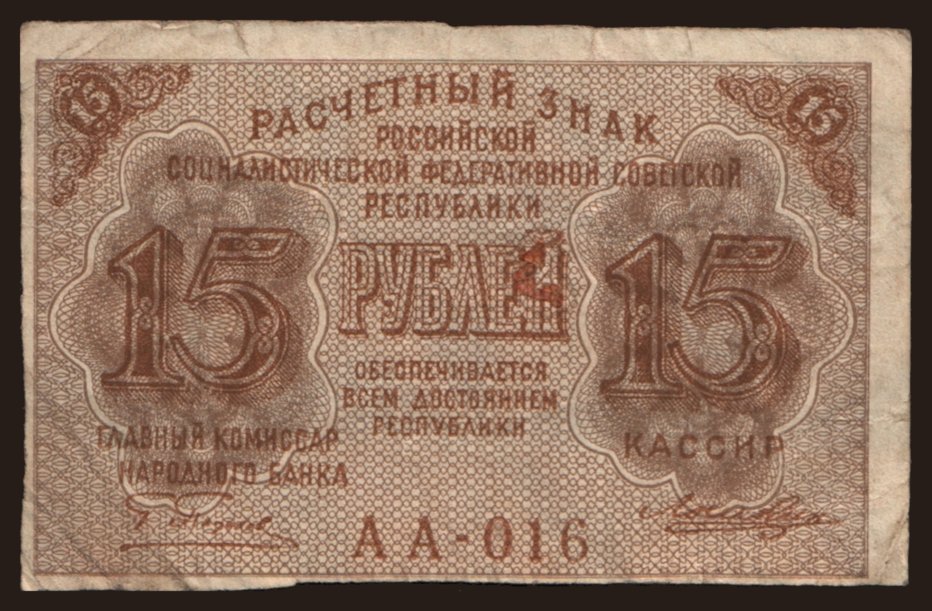 15 15
РАСЧЕТНЫЙ ЗНАК
РОССИЙСКОЙ
СОЦИАЛИСТИЧЕСКОЙ ФЕДЕРАТИВНОЙ СОВЕТСКОЙ
РЕСПУБЛИКИ
15 РУБЛЕЙ 15
ОБЕСПЕЧИВАЕТСЯ
ВСЕМ ДОСТОЯНИЕМ
РЕСПУБЛИКИ
ГЛАВНЫЙ КОМИССАР КАССИР
НАРОДНОГО БАНКА
АА-016